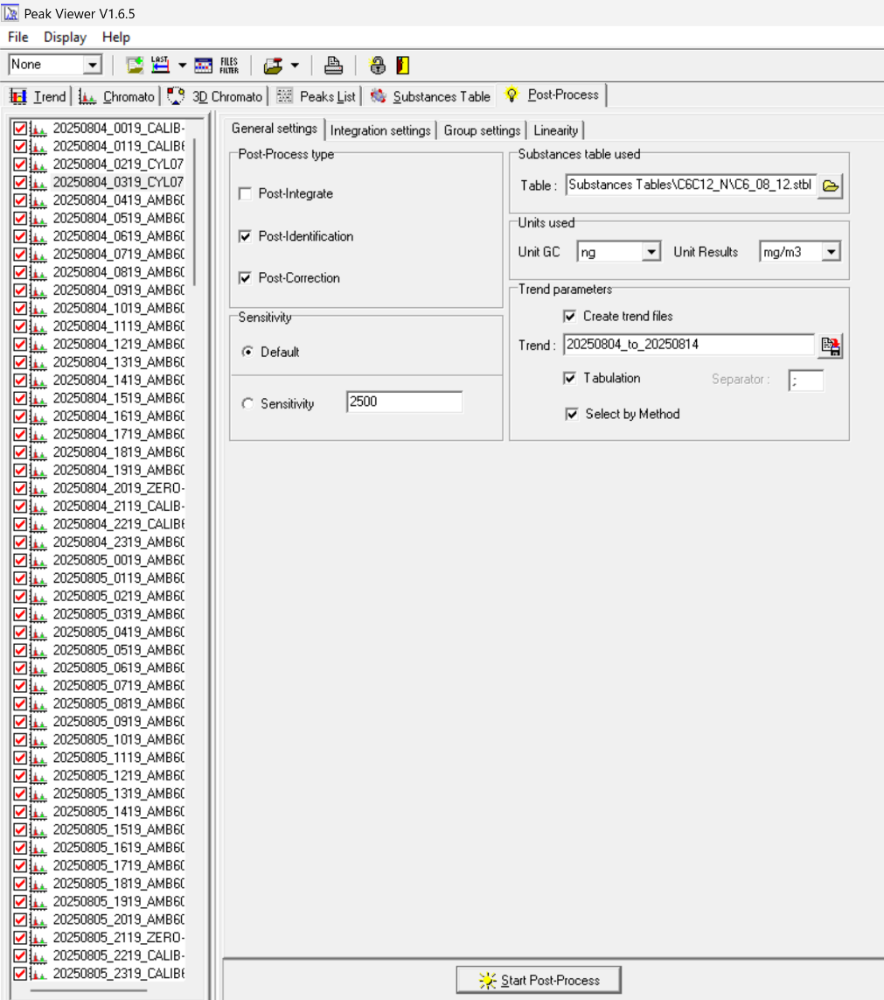 Peak Viewer V1.6.5
File Display Help
None LAST FILES FILTER
Trend Chromato 3D Chromato Peaks List Substances Table Post-Process
20250804_0019_CALIB-
20250804_0119_CALIB6
20250804_0219_CYL07
20250804_0319_CYL07
20250804_0419_AMB60
20250804_0519_AMB60
20250804_0619_AMB60
20250804_0719_AMB60
20250804_0819_AMB60
20250804_0919_AMB60
20250804_1019_AMB60
20250804_1119_AMB60
20250804_1219_AMB60
20250804_1319_AMB60
20250804_1419_AMB60
20250804_1519_AMB60
20250804_1619_AMB60
20250804_1719_AMB60
20250804_1819_AMB60
20250804_1919_AMB60
20250804_2019_ZERO-
20250804_2119_CALIB-
20250804_2219_CALIB6
20250804_2319_AMB60
20250805_0019_AMB60
20250805_0119_AMB60
20250805_0219_AMB60
20250805_0319_AMB60
20250805_0419_AMB60
20250805_0519_AMB60
20250805_0619_AMB60
20250805_0719_AMB60
20250805_0819_AMB60
20250805_0919_AMB60
20250805_1019_AMB60
20250805_1119_AMB60
20250805_1219_AMB60
20250805_1319_AMB60
20250805_1419_AMB60
20250805_1519_AMB60
20250805_1619_AMB60
20250805_1719_AMB60
20250805_1819_AMB60
20250805_1919_AMB60
20250805_2019_AMB60
20250805_2119_ZERO-
20250805_2219_CALIB-
20250805_2319_CALIB6
General settings Integration settings Group settings Linearity
Post-Process type
Post-Integrate
Post-Identification
Post-Correction
Sensitivity
Default
Sensitivity 2500
Substances table used
Table : Substances Tables\C6C12_N\C6_08_12.stbl
Units used
Unit GC ng Unit Results mg/m3
Trend parameters
Create trend files
Trend : 20250804_to_20250814
Tabulation Separator : ;
Select by Method
Start Post-Process